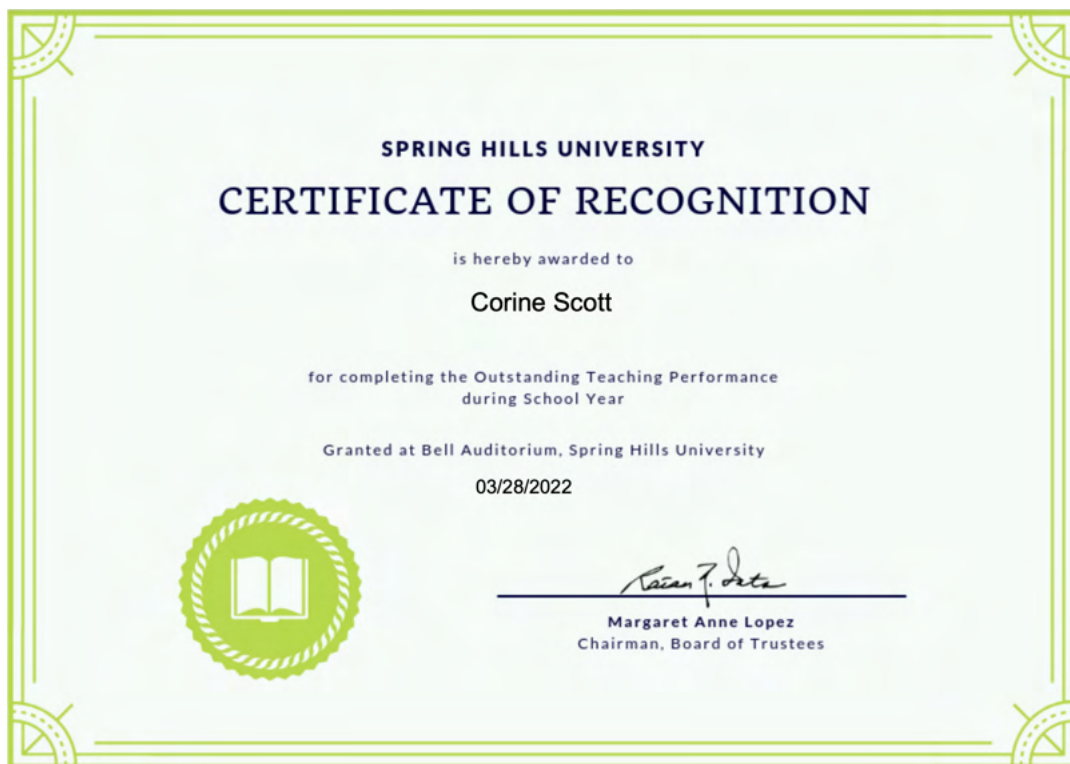 SPRING HILLS UNIVERSITY
CERTIFICATE OF RECOGNITION
is hereby awarded to
Corine Scott
for completing the Outstanding Teaching Performance
during School Year
Granted at Bell Auditorium, Spring Hills University
03/28/2022
Margaret Anne Lopez
Chairman, Board of Trustees